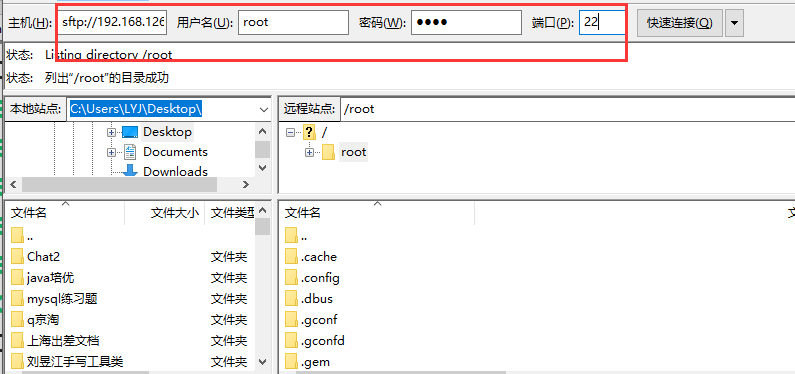 主机(H): sftp://192.168.126 用户名(U): root 密码(W): ●●●● 端口(P): 22 快速连接(Q)
状态: Listing directory /root
状态: 列出“/root”的目录成功
本地站点: C:\Users\LYJ\Desktop\
Desktop
Documents
Downloads
远程站点: /root
/
root
文件名 文件大小 文件类型
..
Chat2 文件夹
java培优 文件夹
mysql练习题 文件夹
q京淘 文件夹
上海出差文档 文件夹
刘昱江手写工具类 文件夹
文件名
..
.cache
.config
.dbus
.gconf
.gconfd
.gem